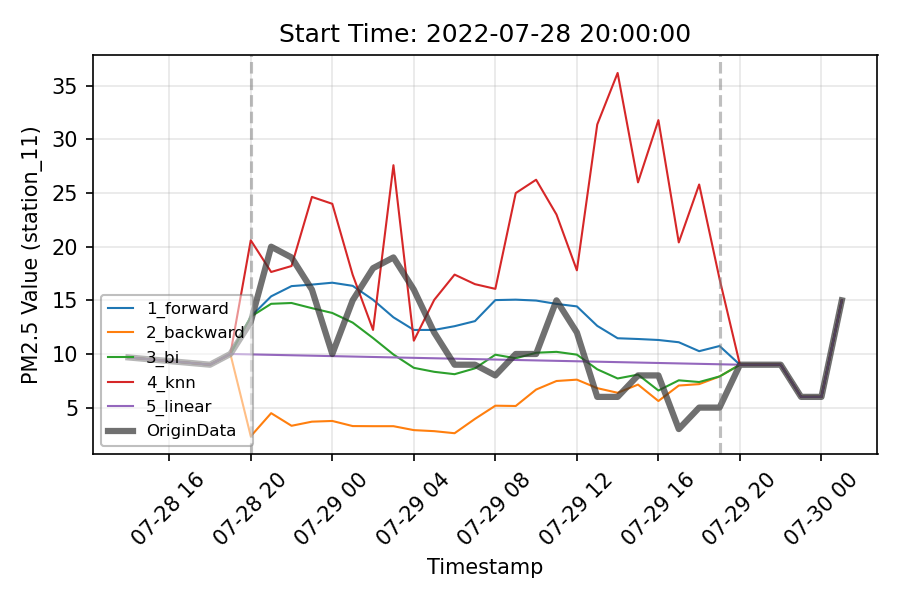 Start Time: 2022-07-28 20:00:00
PM2.5 Value (station_11)
35
30
25
20
15
10
5
1_forward
2_backward
3_bi
4_knn
5_linear
OriginData
07-28 16
07-28 20
07-29 00
07-29 04
07-29 08
07-29 12
07-29 16
07-29 20
07-30 00
Timestamp